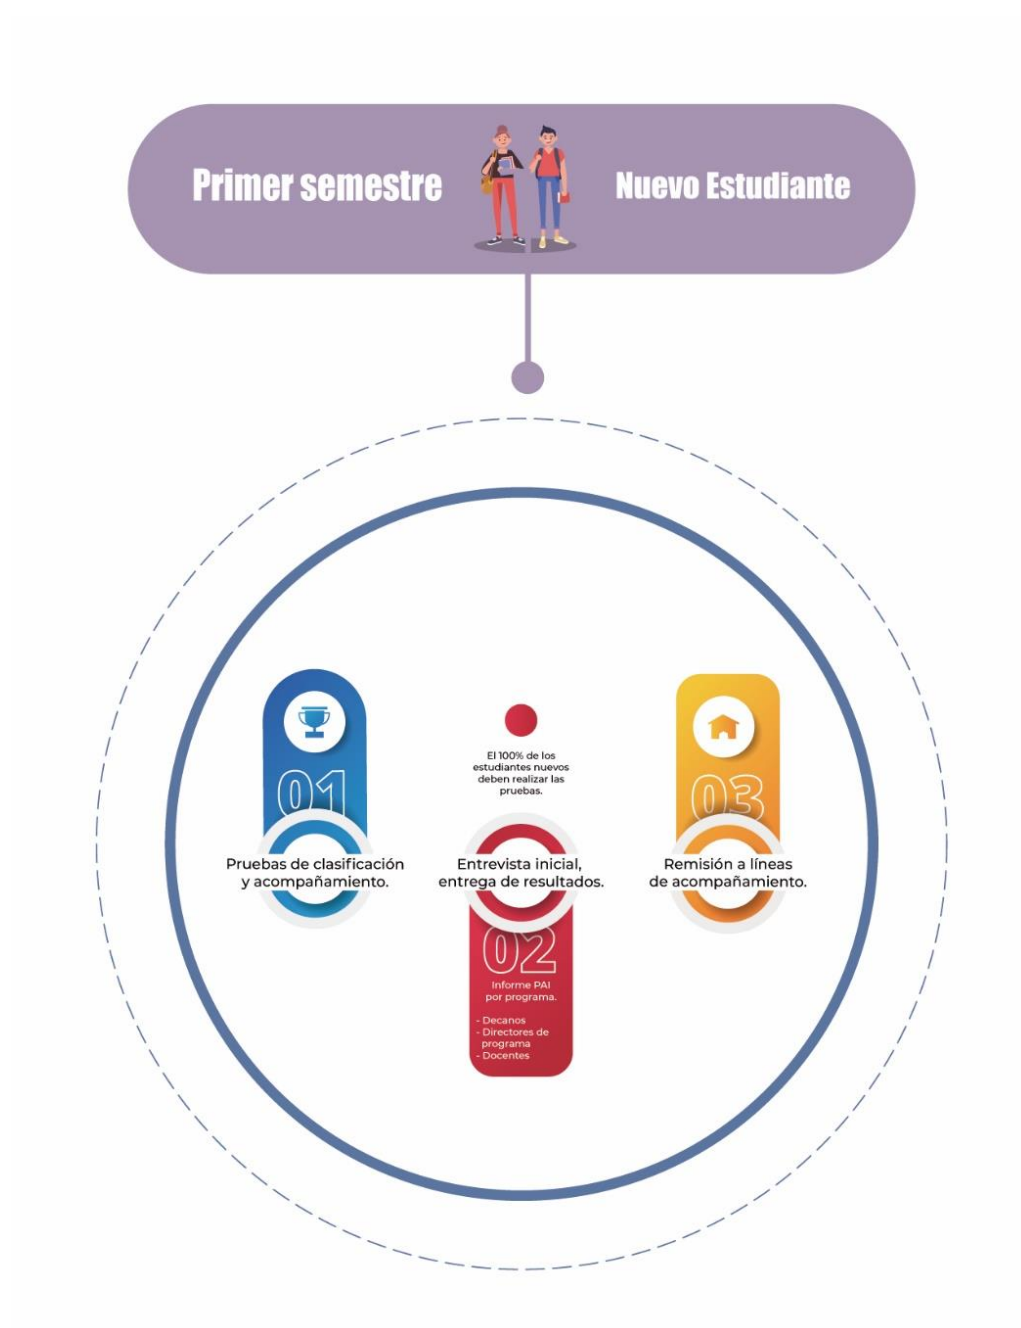 Primer semestre
Nuevo Estudiante
01
Pruebas de clasificación
y acompañamiento.
El 100% de los
estudiantes nuevos
deben realizar las
pruebas.
Entrevista inicial,
entrega de resultados.
02
Informe PAI
por programa.
- Decanos
- Directores de
programa
- Docentes
03
Remisión a líneas
de acompañamiento.